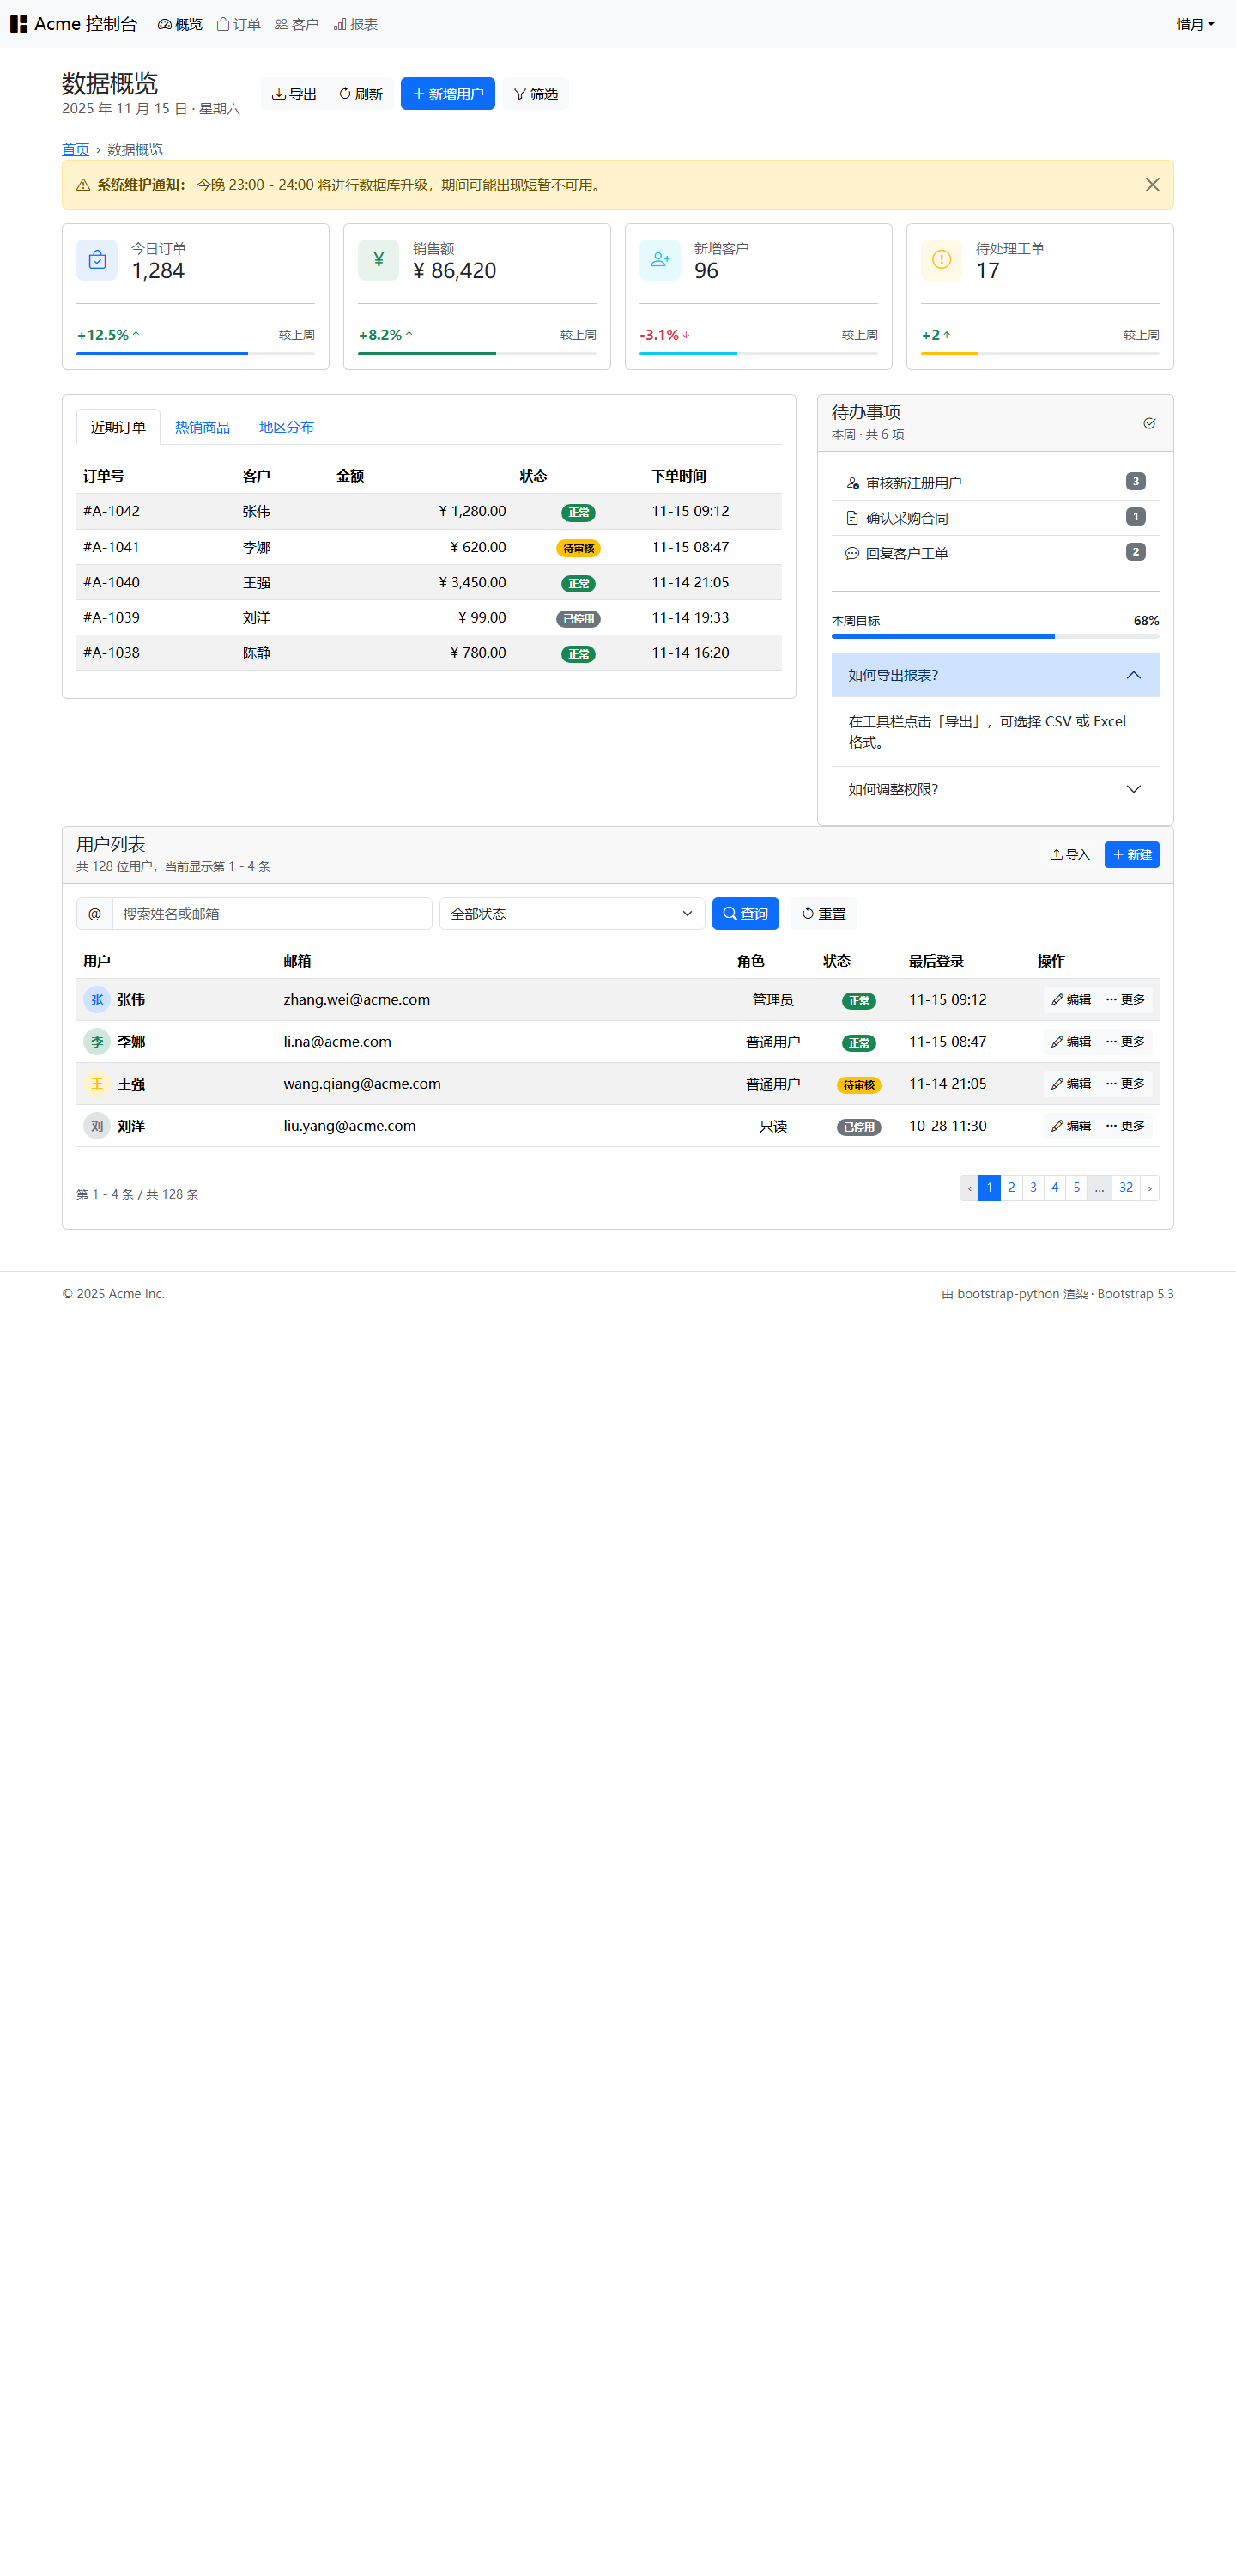 Acme 控制台 概览 订单 客户 报表 惜月
数据概览
2025 年 11 月 15 日 · 星期六
导出 刷新 新增用户 筛选
首页 › 数据概览
系统维护通知： 今晚 23:00 - 24:00 将进行数据库升级，期间可能出现短暂不可用。
今日订单
1,284
+12.5% ↑ 较上周
销售额
¥
¥ 86,420
+8.2% ↑ 较上周
新增客户
96
-3.1% ↓ 较上周
待处理工单
17
+2 ↑ 较上周
近期订单 热销商品 地区分布
订单号 客户 金额 状态 下单时间
#A-1042 张伟 ¥ 1,280.00 正常 11-15 09:12
#A-1041 李娜 ¥ 620.00 待审核 11-15 08:47
#A-1040 王强 ¥ 3,450.00 正常 11-14 21:05
#A-1039 刘洋 ¥ 99.00 已停用 11-14 19:33
#A-1038 陈静 ¥ 780.00 正常 11-14 16:20
待办事项
本周 · 共 6 项
审核新注册用户 3
确认采购合同 1
回复客户工单 2
本周目标 68%
如何导出报表？
在工具栏点击「导出」，可选择 CSV 或 Excel
格式。
如何调整权限？
用户列表
共 128 位用户，当前显示第 1 - 4 条
导入 新建
@ 搜索姓名或邮箱 全部状态 查询 重置
用户 邮箱 角色 状态 最后登录 操作
张 张伟 zhang.wei@acme.com 管理员 正常 11-15 09:12 编辑 更多
李 李娜 li.na@acme.com 普通用户 正常 11-15 08:47 编辑 更多
王 王强 wang.qiang@acme.com 普通用户 待审核 11-14 21:05 编辑 更多
刘 刘洋 liu.yang@acme.com 只读 已停用 10-28 11:30 编辑 更多
第 1 - 4 条 / 共 128 条
‹ 1 2 3 4 5 … 32 ›
© 2025 Acme Inc.
由 bootstrap-python 渲染 · Bootstrap 5.3